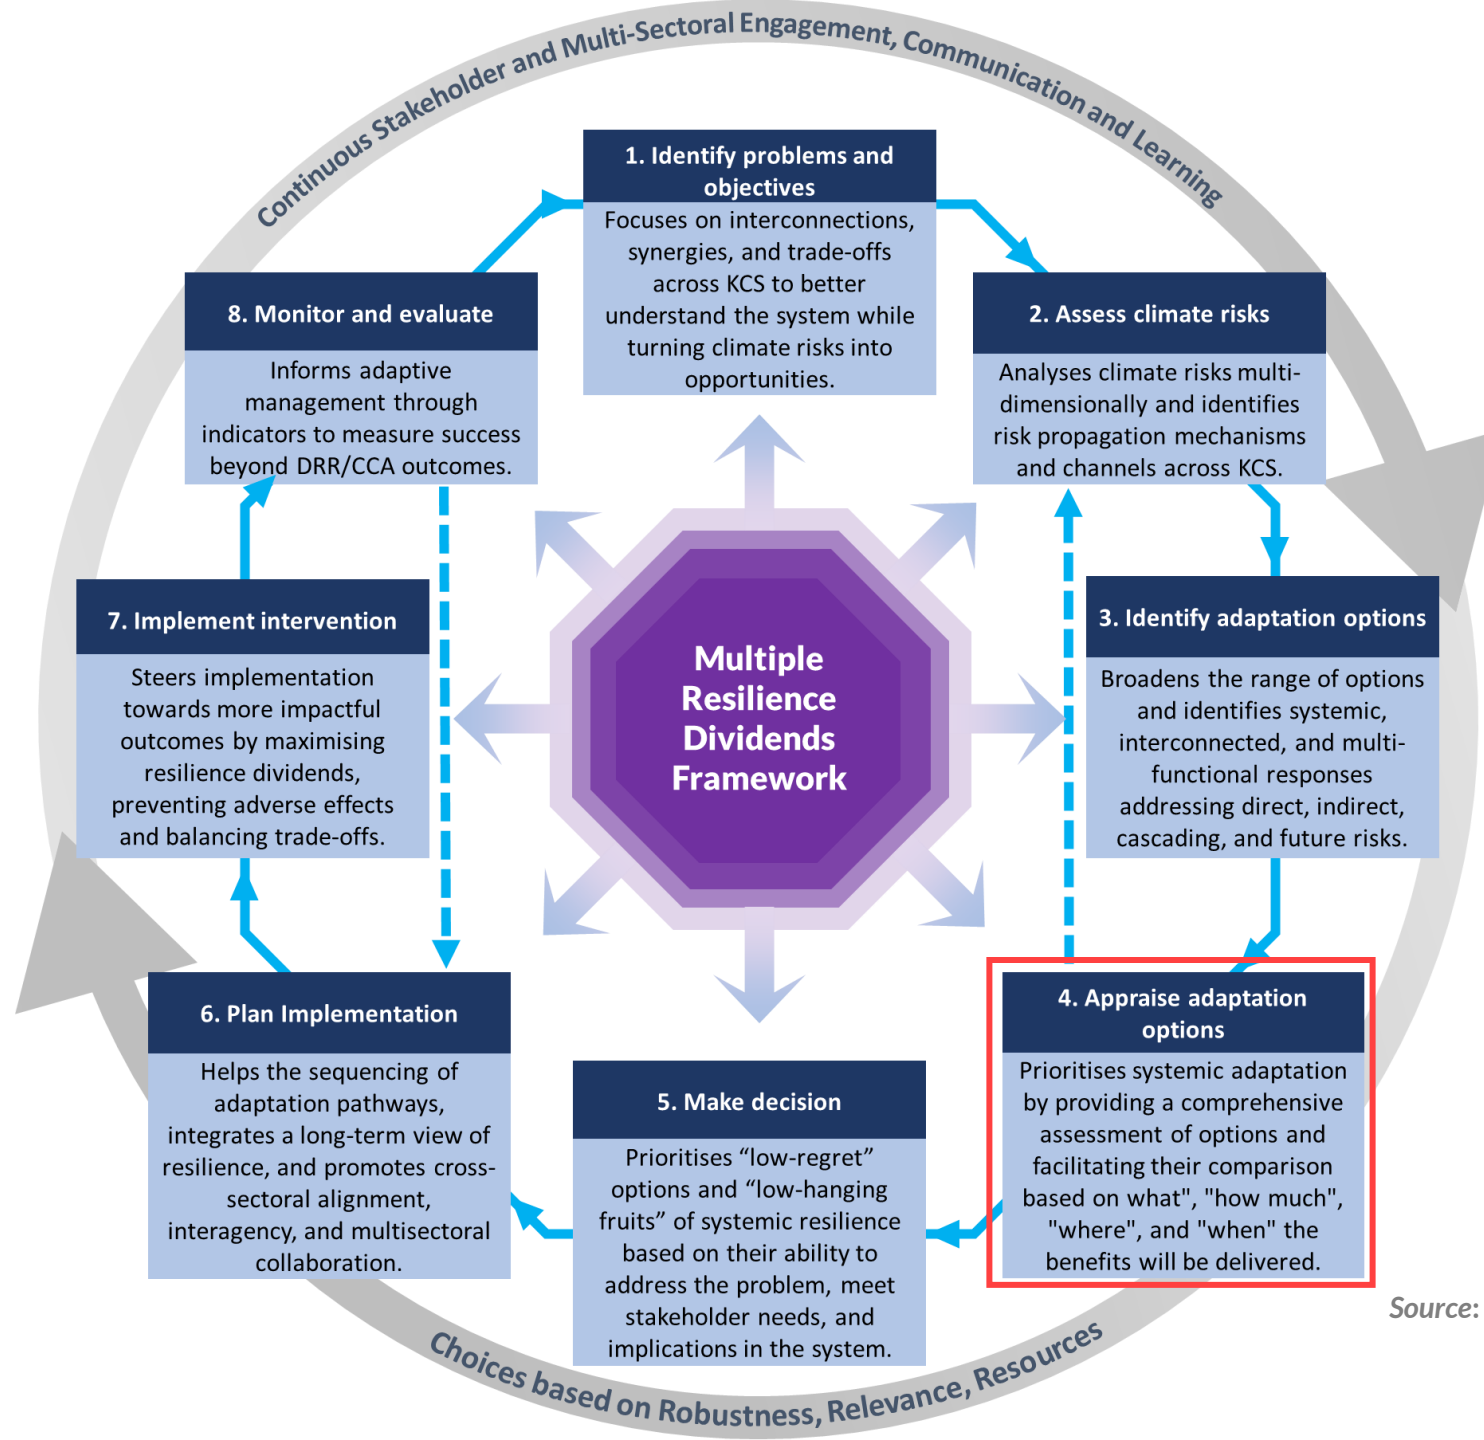 Continuous Stakeholder and Multi-Sectoral Engagement, Communication and Learning
1. Identify problems and
objectives
Focuses on interconnections,
synergies, and trade-offs
across KCS to better
understand the system while
turning climate risks into
opportunities.
2. Assess climate risks
Analyses climate risks multi-
dimensionally and identifies
risk propagation mechanisms
and channels across KCS.
3. Identify adaptation options
Broadens the range of options
and identifies systemic,
interconnected, and multi-
functional responses
addressing direct, indirect,
cascading, and future risks.
4. Appraise adaptation
options
Prioritises systemic adaptation
by providing a comprehensive
assessment of options and
facilitating their comparison
based on what", "how much",
"where", and "when" the
benefits will be delivered.
5. Make decision
Prioritises “low-regret”
options and “low-hanging
fruits” of systemic resilience
based on their ability to
address the problem, meet
stakeholder needs, and
implications in the system.
6. Plan Implementation
Helps the sequencing of
adaptation pathways,
integrates a long-term view of
resilience, and promotes cross-
sectoral alignment,
interagency, and multisectoral
collaboration.
7. Implement intervention
Steers implementation
towards more impactful
outcomes by maximising
resilience dividends,
preventing adverse effects
and balancing trade-offs.
8. Monitor and evaluate
Informs adaptive
management through
indicators to measure success
beyond DRR/CCA outcomes.
Multiple
Resilience
Dividends
Framework
Choices based on Robustness, Relevance, Resources
Source: